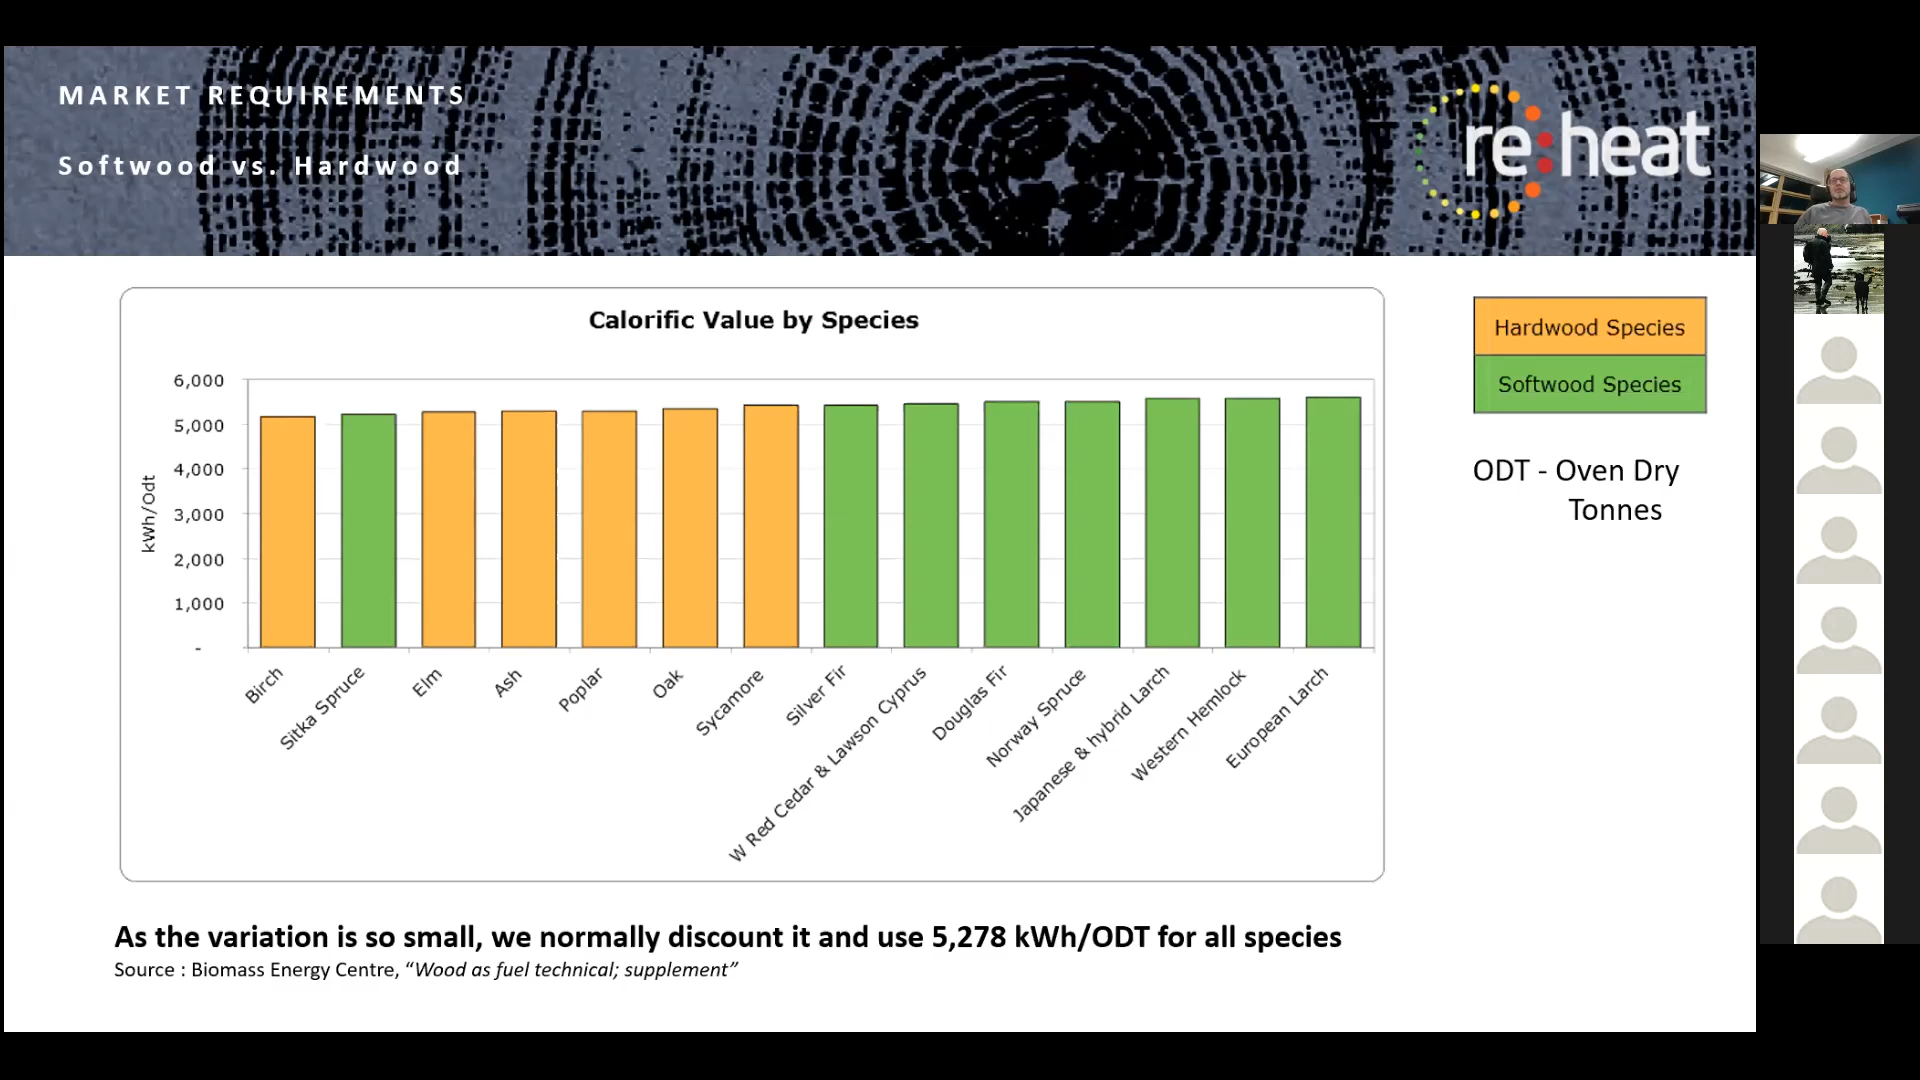 MARKET REQUIREMENTS
Softwood vs. Hardwood
re:heat
Calorific Value by Species
6,000
5,000
4,000
3,000
2,000
1,000
-
kWh/Odt
Birch
Sitka Spruce
Elm
Ash
Poplar
Oak
Sycamore
Silver Fir
W Red Cedar & Lawson Cyprus
Douglas Fir
Norway Spruce
Japanese & hybrid Larch
Western Hemlock
European Larch
Hardwood Species
Softwood Species
ODT - Oven Dry
Tonnes
As the variation is so small, we normally discount it and use 5,278 kWh/ODT for all species
Source : Biomass Energy Centre, “Wood as fuel technical; supplement”